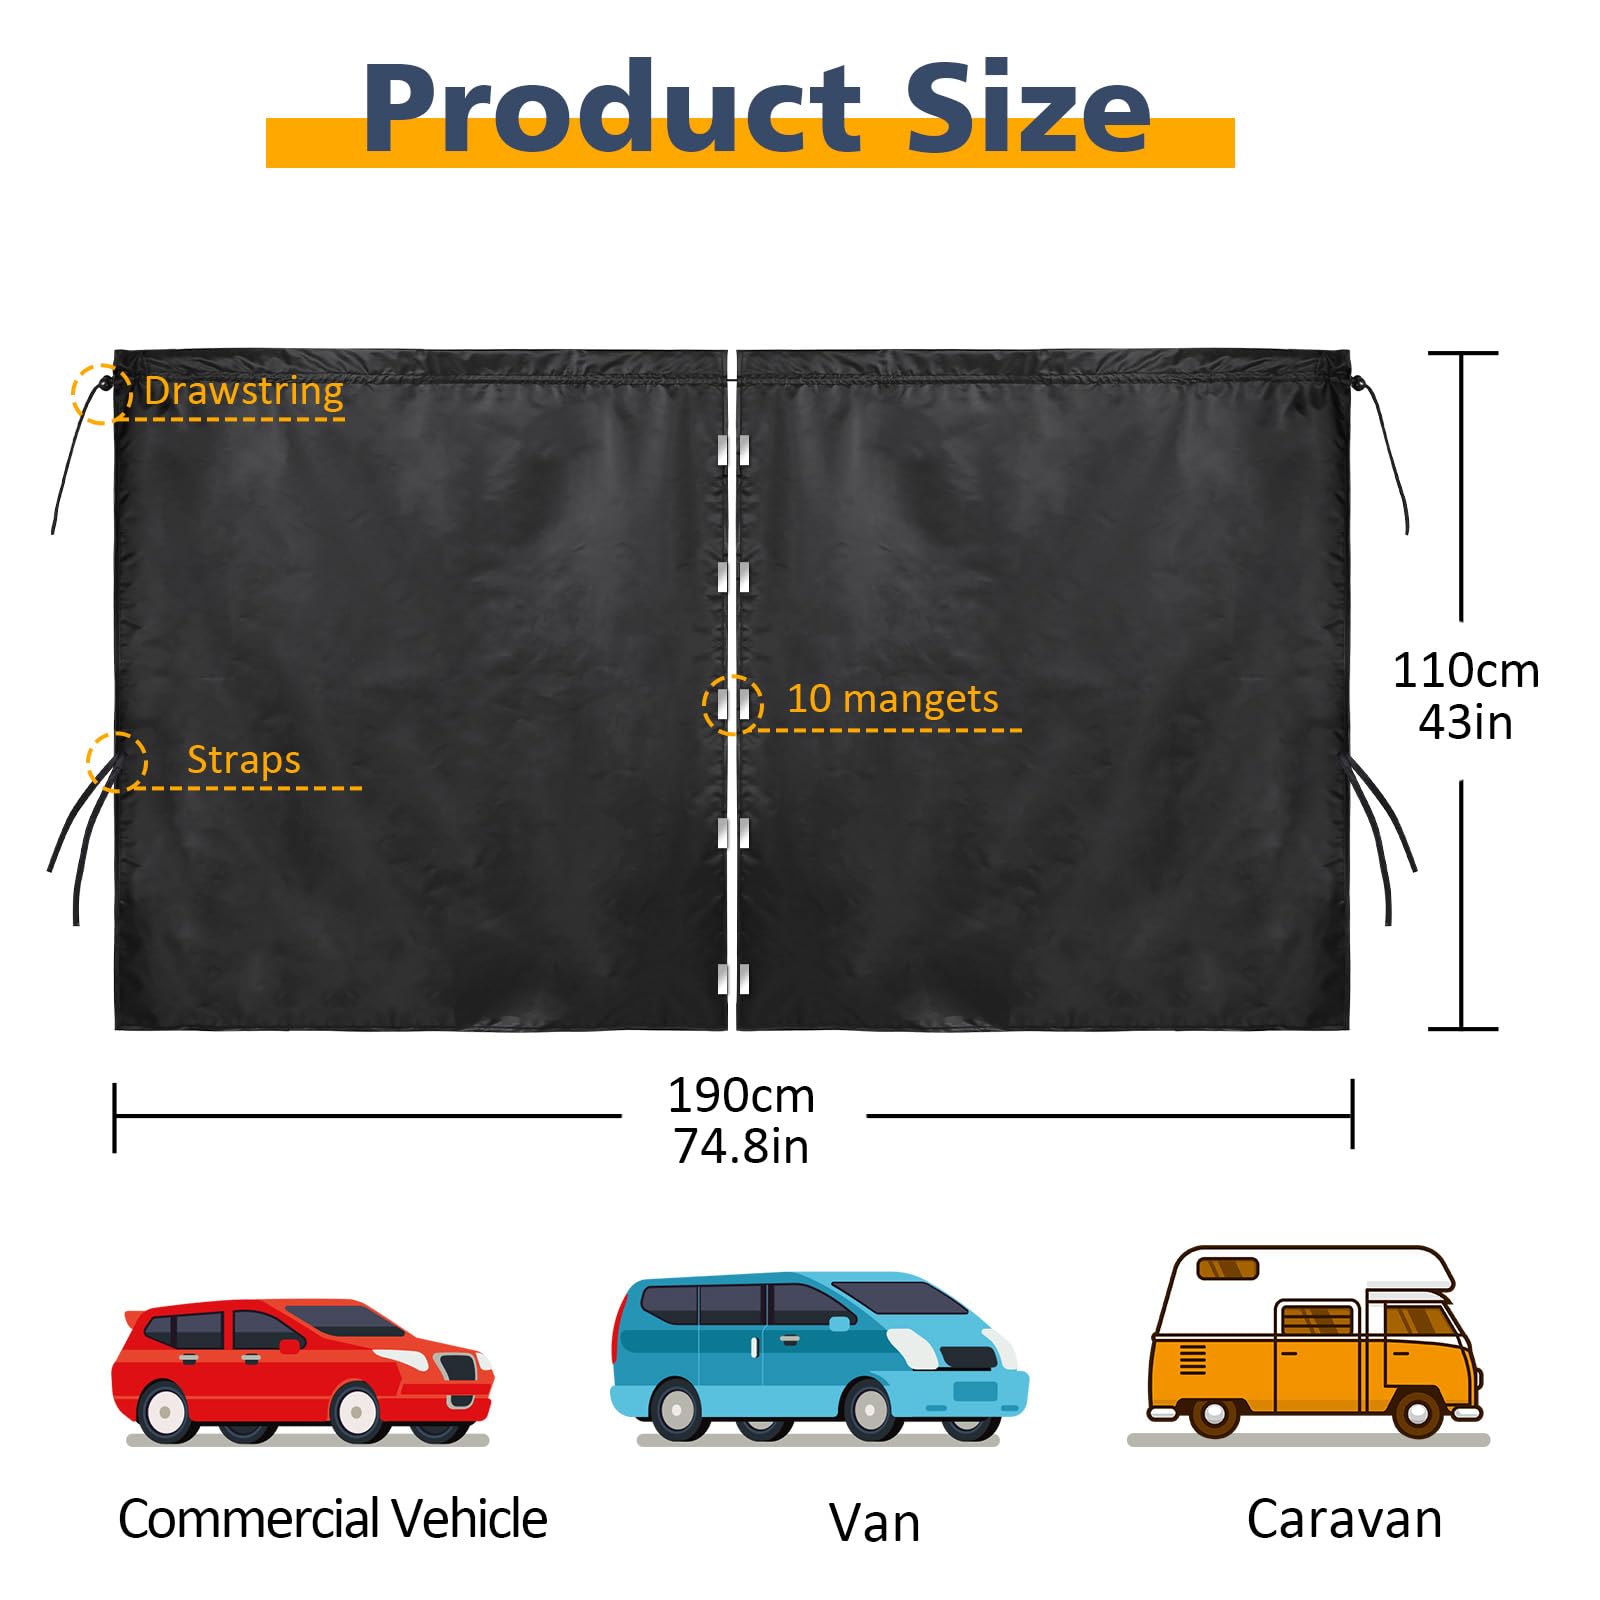 Product Size
Drawstring
10 mangets
Straps
110cm
43in
190cm
74.8in
Commercial Vehicle
Van
Caravan